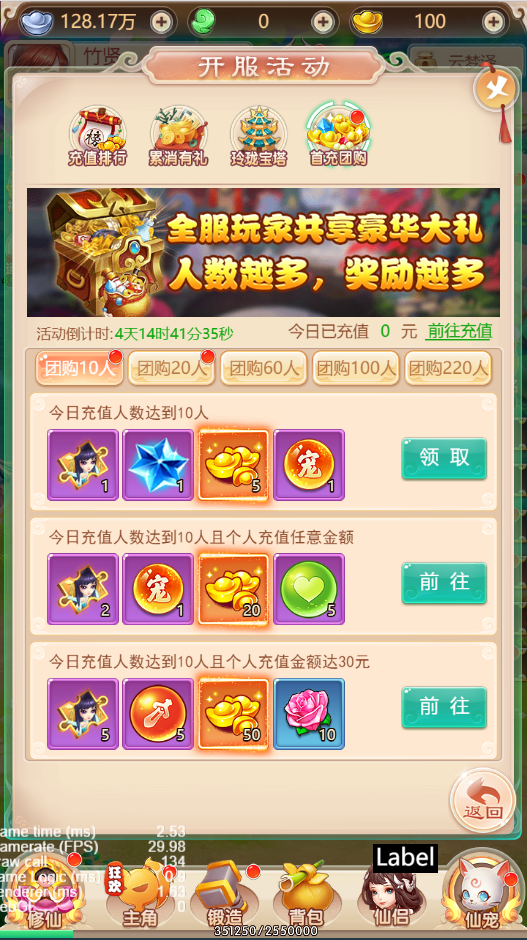 128.17万
0
100
竹贤
云梦泽
开服活动
充值排行
累消有礼
玲珑宝塔
首充团购
全服玩家共享豪华大礼
人数越多，奖励越多
活动倒计时:4天14时41分35秒
今日已充值 0 元 前往充值
团购10人
团购20人
团购60人
团购100人
团购220人
今日充值人数达到10人
1
1
宠
5
1
领取
今日充值人数达到10人且个人充值任意金额
2
宠
1
20
5
前往
今日充值人数达到10人且个人充值金额达30元
5
5
50
10
前往
返回
ame time (ms) 2.53
amerate (FPS) 29.98
raw call 134
ame Logic (ms)
enderer (ms) 1.63
0
Label
狂欢
修仙
主角
锻造
背包
仙侣
仙宠
351250/2550000